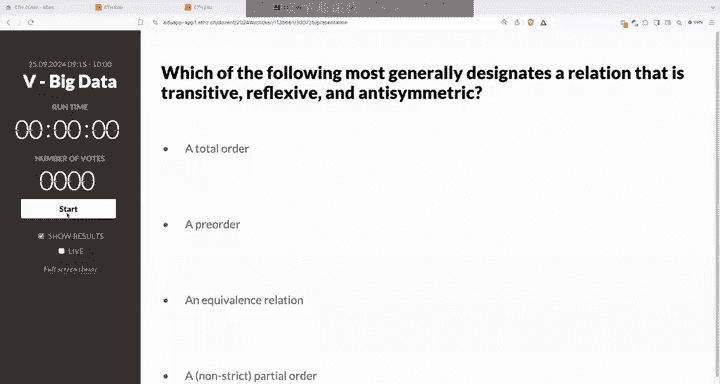 25.09.2024 09:15 - 10:00
V - Big Data
RUN TIME
00:00:00
NUMBER OF VOTES
0000
Start
SHOW RESULTS
LIVE
Which of the following most generally designates a relation that is
transitive, reflexive, and antisymmetric?
A total order
A preorder
An equivalence relation
A (non-strict) partial order